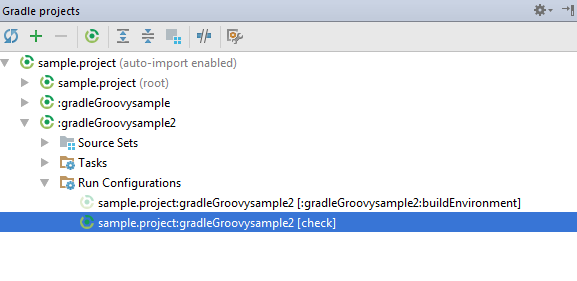 Gradle projects
sample.project (auto-import enabled)
sample.project (root)
:gradleGroovysample
:gradleGroovysample2
Source Sets
Tasks
Run Configurations
sample.project:gradleGroovysample2 [:gradleGroovysample2:buildEnvironment]
sample.project:gradleGroovysample2 [check]